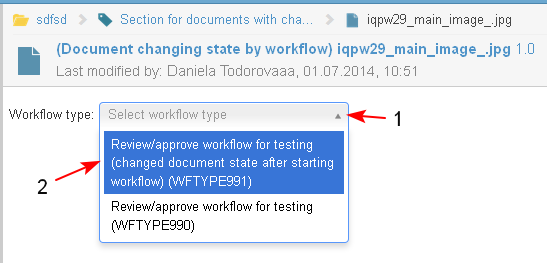 sdfsd > Section for documents with cha... > iqpw29_main_image_.jpg
(Document changing state by workflow) iqpw29_main_image_.jpg 1.0
Last modified by: Daniela Todorovaaa, 01.07.2014, 10:51
Workflow type: Select workflow type
1
Review/approve workflow for testing
(changed document state after starting
workflow) (WFTYPE991)
2
Review/approve workflow for testing
(WFTYPE990)